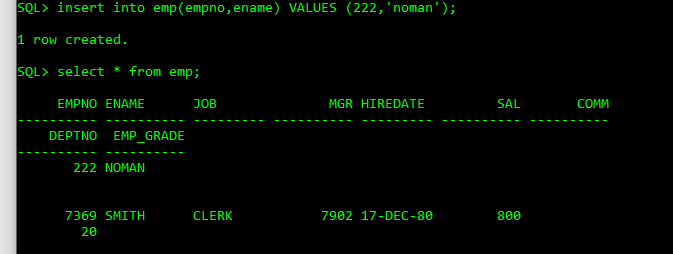 SQL> insert into emp(empno,ename) VALUES (222,'noman');
1 row created.
SQL> select * from emp;
EMPNO ENAME JOB MGR HIREDATE SAL COMM
---------- ---------- --------- ---------- --------- ---------- ----------
DEPTNO EMP_GRADE
---------- ----------
222 NOMAN
7369 SMITH CLERK 7902 17-DEC-80 800
20